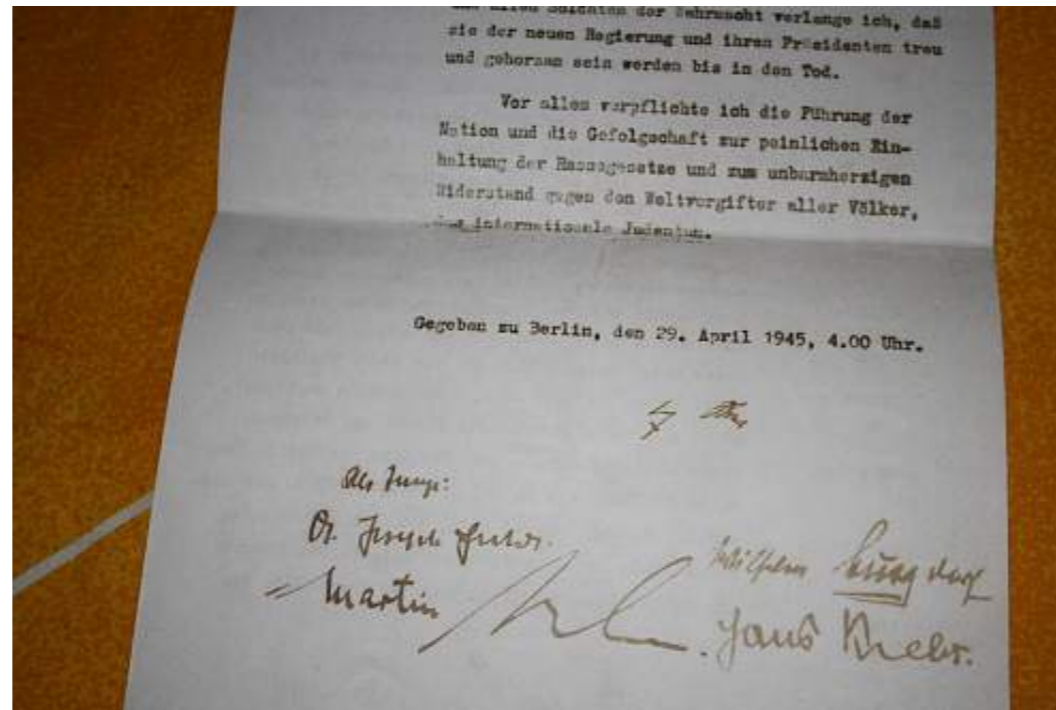 allen Soldaten der Wehrmacht verlange ich, daß
sie der neuen Regierung und ihren Präsidenten treu
und gehorsam sein werden bis in den Tod.
Vor allem verpflichte ich die Führung der
Nation und die Gefolgschaft zur peinlichen Ein-
haltung der Rassegesetze und zum unbarmherzigen
Widerstand gegen den Weltvergifter aller Völker,
das internationale Judentum.
Gegeben zu Berlin, den 29. April 1945, 4.00 Uhr.
Als Zeuge:
Dr. Joseph
Wilhelm Burgdorf
Martin
Hans Krebs.